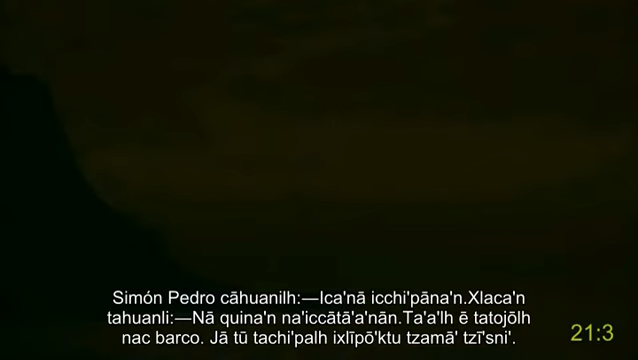 Simón Pedro cāhuanilh:—Ica'nā icchi'pāna'n.Xlaca'n
tahuanli:—Nā quina'n na'iccātā'a'nān.Ta'a'lh ē tatojōlh
nac barco. Jā tū tachi'palh ixlīpō'ktu tzamā' tzī'sni'.
21:3